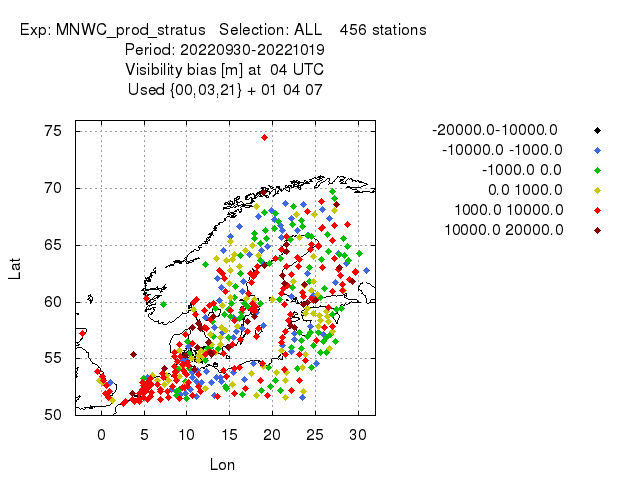 Exp: MNWC_prod_stratus Selection: ALL 456 stations
Period: 20220930-20221019
Visibility bias [m] at 04 UTC
Used {00,03,21} + 01 04 07
-20000.0-10000.0
-10000.0 -1000.0
-1000.0 0.0
0.0 1000.0
1000.0 10000.0
10000.0 20000.0
75
70
65
60
55
50
Lat
0 5 10 15 20 25 30
Lon